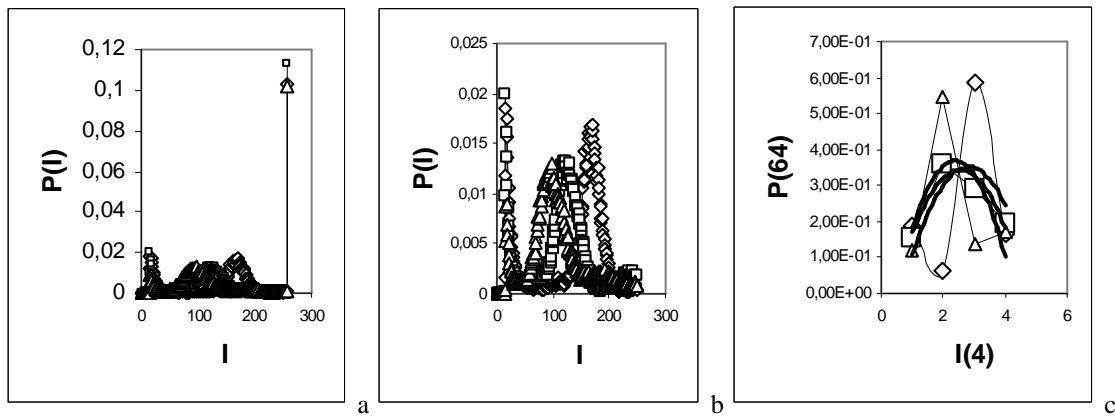 0,12
0,1
0,08
0,06
0,04
0,02
0
0 100 200 300
P(I)
I
a
0,025
0,02
0,015
0,01
0,005
0
0 100 200 300
P(I)
I
b
7,00E-01
6,00E-01
5,00E-01
4,00E-01
3,00E-01
2,00E-01
1,00E-01
0,00E+00
0 2 4 6
P(64)
I(4)
c